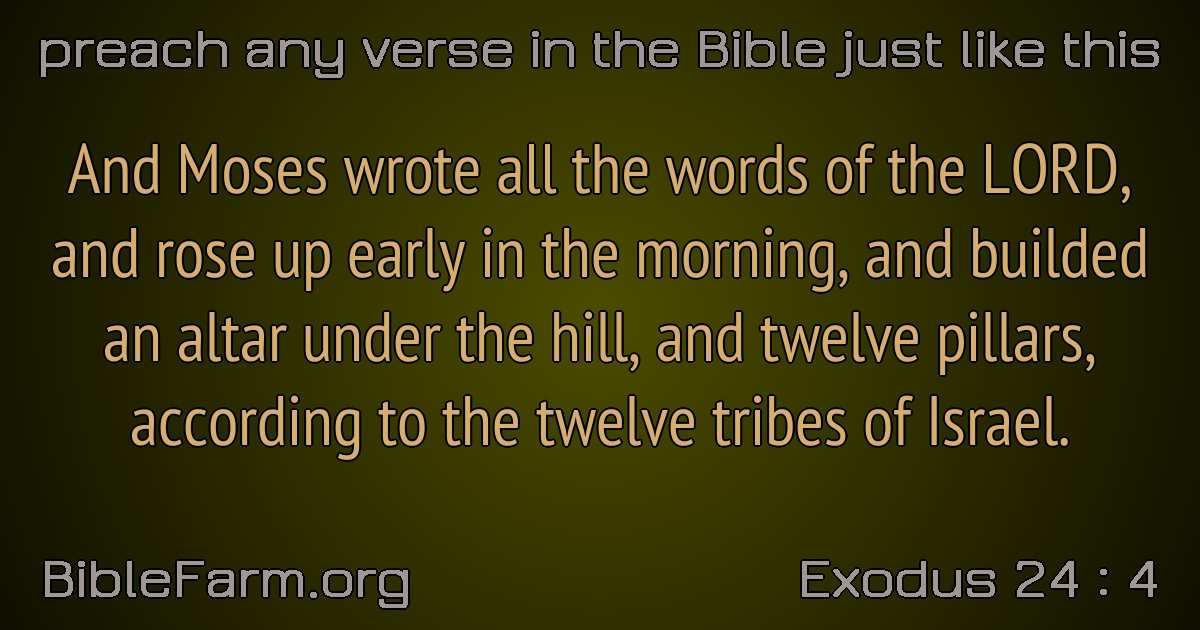 preach any verse in the Bible just like this
And Moses wrote all the words of the LORD,
and rose up early in the morning, and builded
an altar under the hill, and twelve pillars,
according to the twelve tribes of Israel.
BibleFarm.org
Exodus 24 : 4